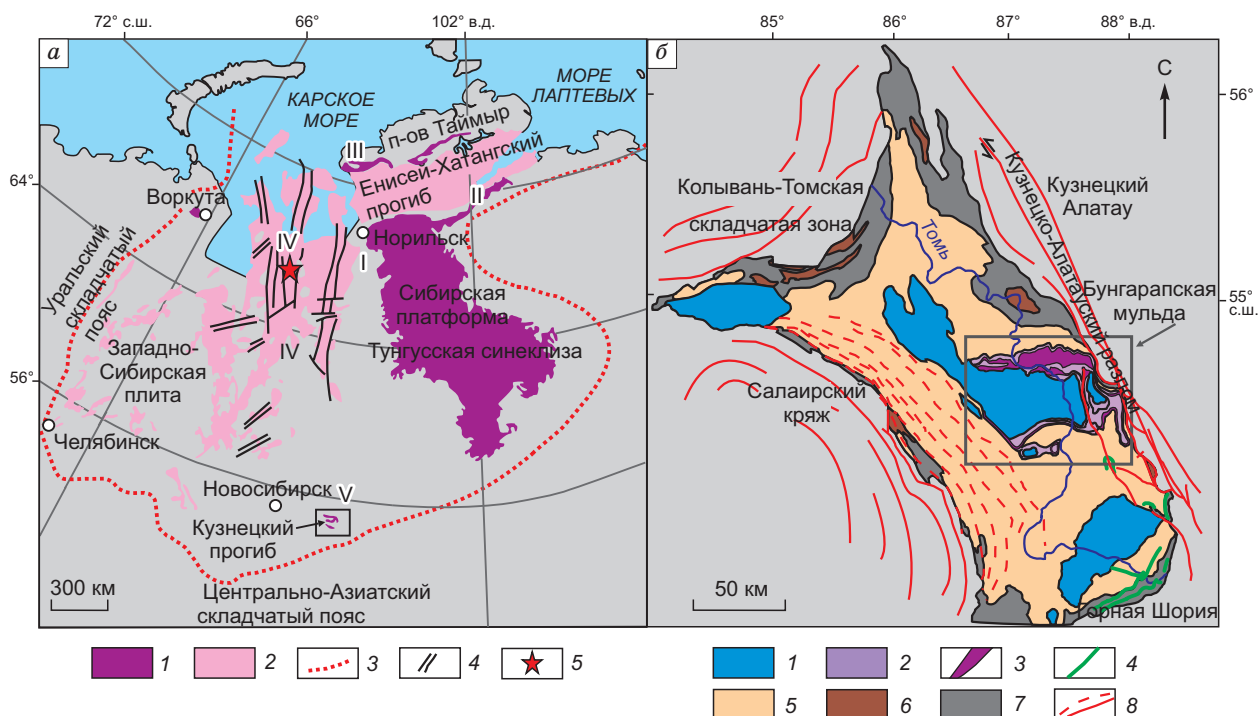 72° с.ш.
66°
102° в.д.
а
КАРСКОЕ
МОРЕ
МОРЕ
ЛАПТЕВЫХ
п-ов Таймыр
III
Енисей-Хатангский
прогиб
II
64°
Воркута
Норильск
I
IV
Уральский
складчатый
пояс
Сибирская
платформа
Тунгусская синеклиза
IV
Западно-
Сибирская
плита
56°
Челябинск
Новосибирск
V
Кузнецкий
прогиб
300 км
Центрально-Азиатский
складчатый пояс
1
2
3
4
5
85°
86°
87°
88° в.д.
б
С
56°
Колывань-Томская
складчатая зона
Кузнецкий
Алатау
Кузнецко-Алатауский разлом
Томь
Бунгарапская
мульда
55°
с.ш.
Салаирский
кряж
50 км
Горная Шория
1
2
3
4
5
6
7
8